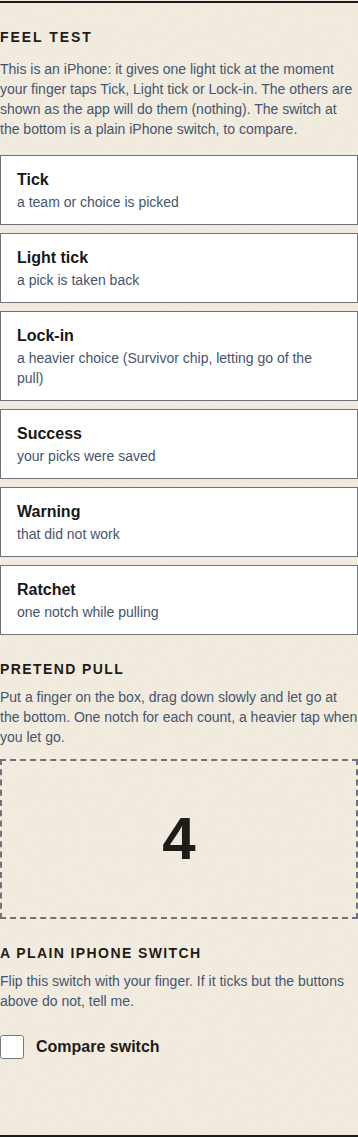 FEEL TEST
This is an iPhone: it gives one light tick at the moment
your finger taps Tick, Light tick or Lock-in. The others are
shown as the app will do them (nothing). The switch at
the bottom is a plain iPhone switch, to compare.
Tick
a team or choice is picked
Light tick
a pick is taken back
Lock-in
a heavier choice (Survivor chip, letting go of the
pull)
Success
your picks were saved
Warning
that did not work
Ratchet
one notch while pulling
PRETEND PULL
Put a finger on the box, drag down slowly and let go at
the bottom. One notch for each count, a heavier tap when
you let go.
4
A PLAIN IPHONE SWITCH
Flip this switch with your finger. If it ticks but the buttons
above do not, tell me.
Compare switch